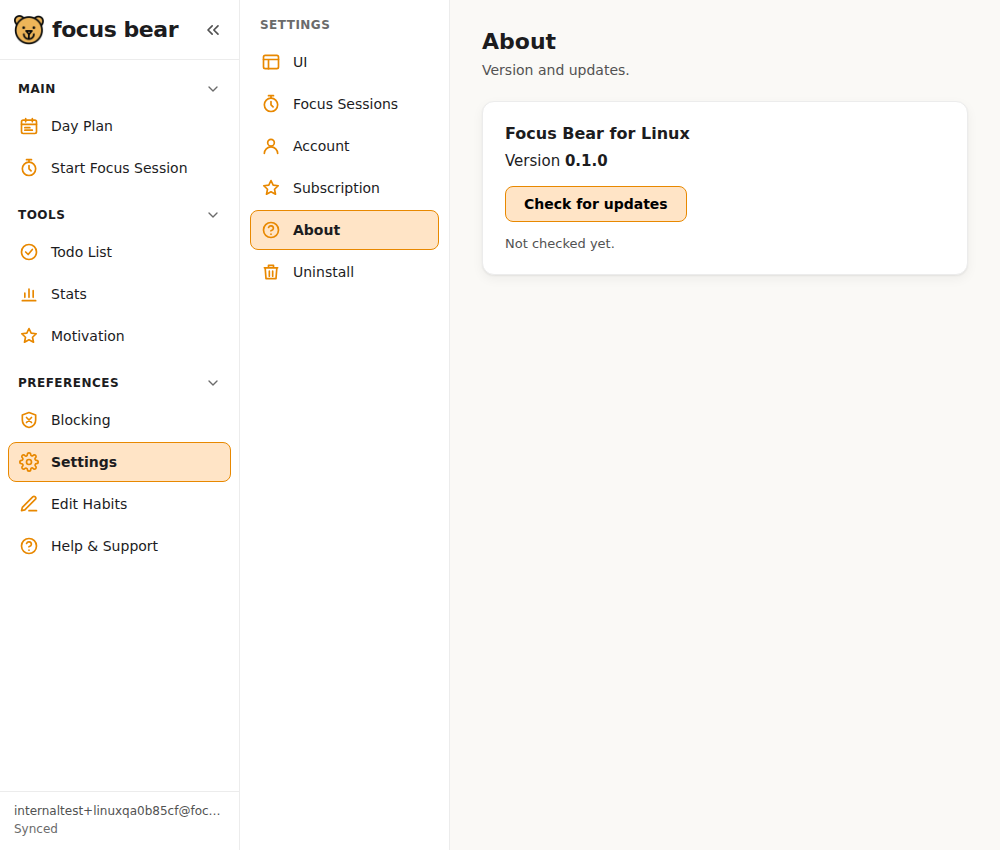 focus bear
MAIN
Day Plan
Start Focus Session
TOOLS
Todo List
Stats
Motivation
PREFERENCES
Blocking
Settings
Edit Habits
Help & Support
internaltest+linuxqa0b85cf@foc...
Synced
SETTINGS
UI
Focus Sessions
Account
Subscription
About
Uninstall
About
Version and updates.
Focus Bear for Linux
Version 0.1.0
Check for updates
Not checked yet.